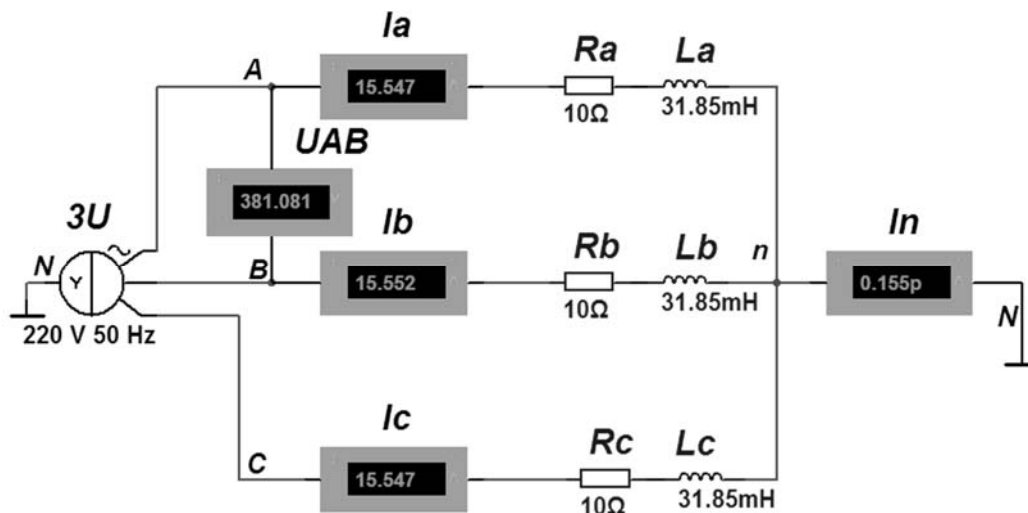 Ia
A
15.547
Ra
10Ω
La
31.85mH
UAB
381.081
3U
N
Y
220 V 50 Hz
B
Ib
15.552
Rb
10Ω
Lb
31.85mH
n
In
0.155p
N
C
Ic
15.547
Rc
10Ω
Lc
31.85mH